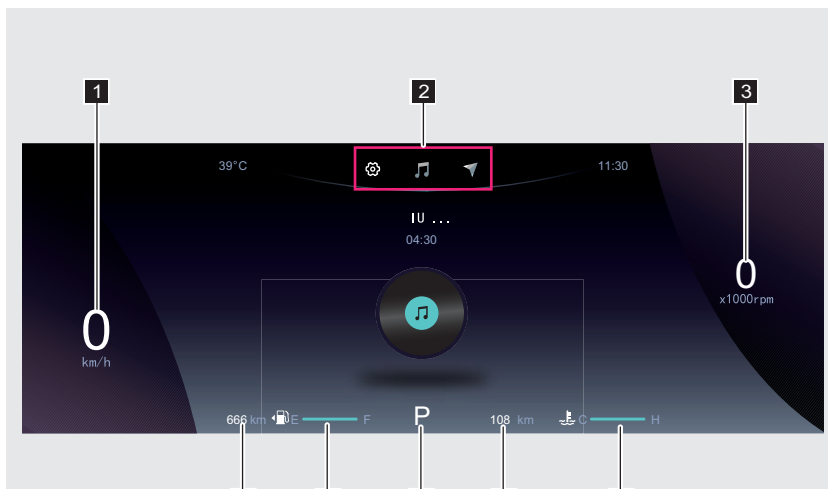 1 2 3
39°C 11:30
IU ...
04:30
0
x1000rpm
0
km/h
666 km E F P 108 km C H